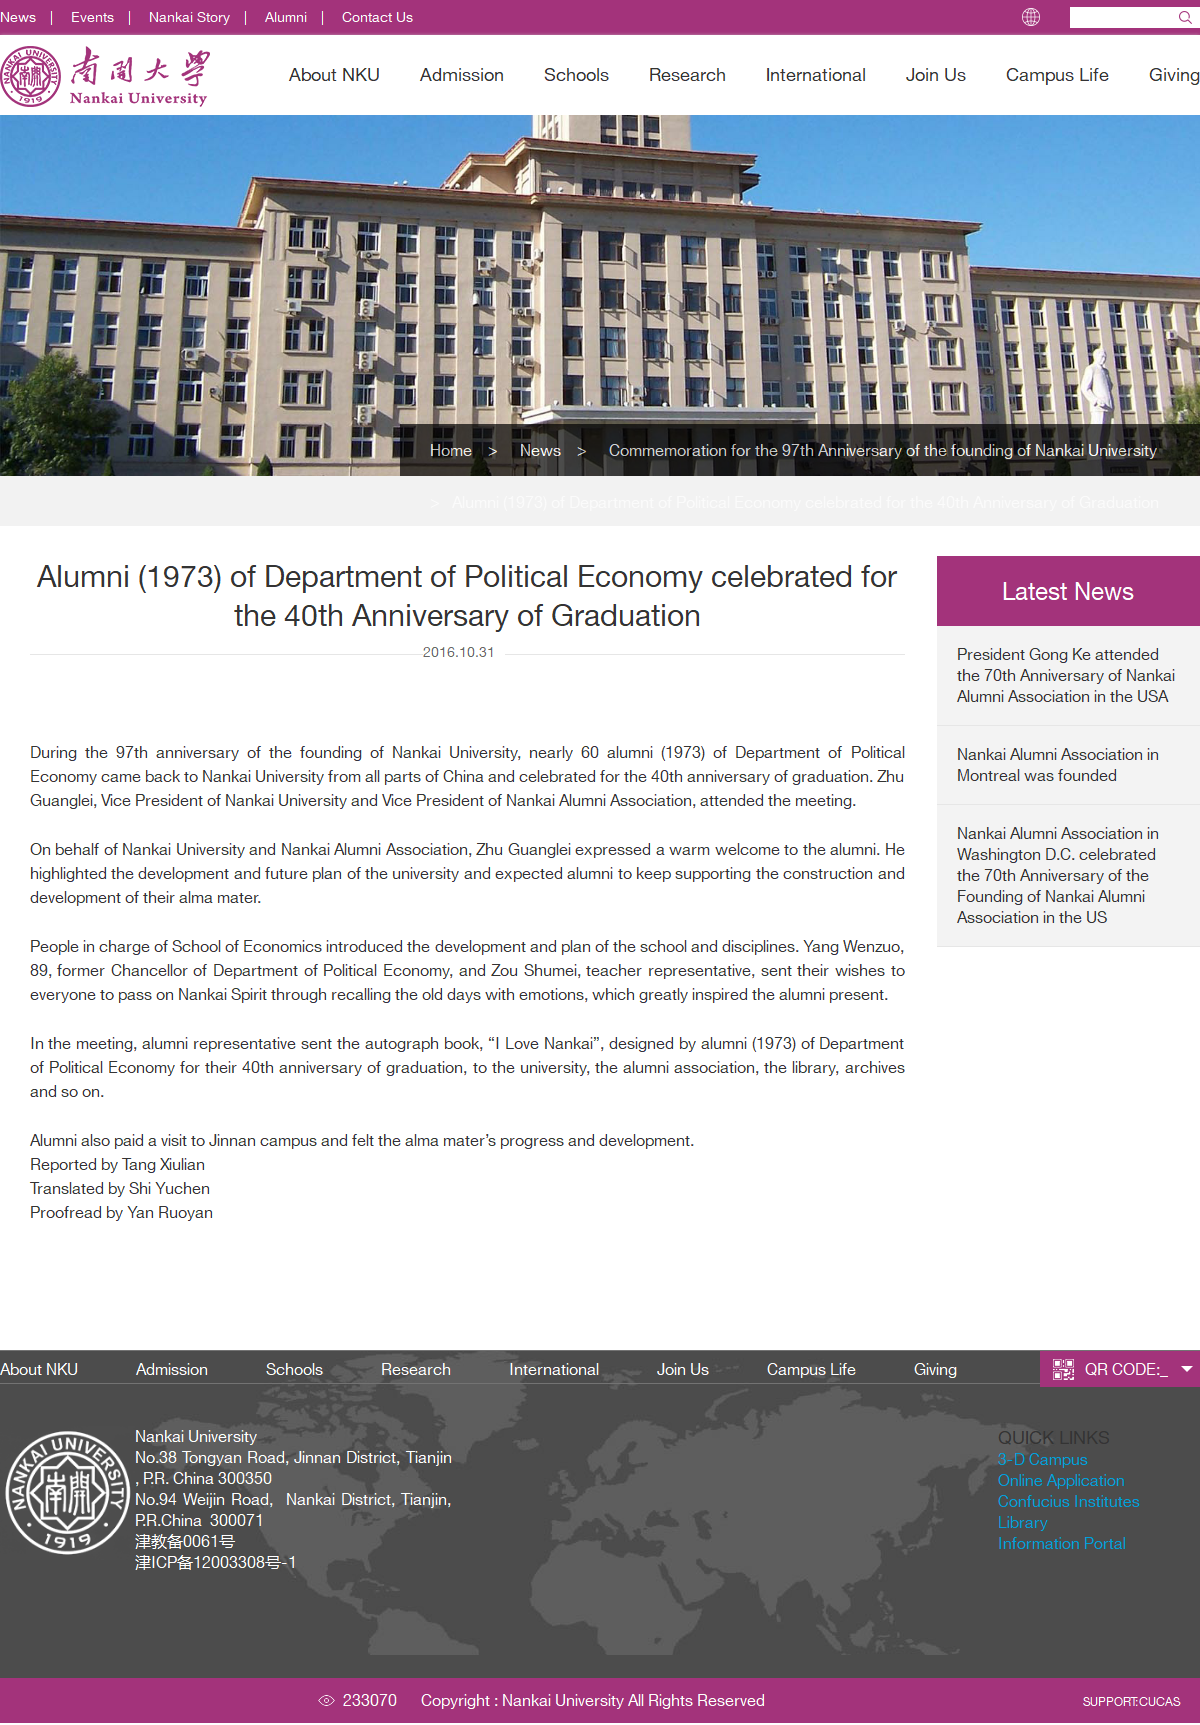 News | Events | Nankai Story | Alumni | Contact Us
NANKAI UNIVERSITY 1919 南開大學
Nankai University
About NKU Admission Schools Research International Join Us Campus Life Giving
Home > News > Commemoration for the 97th Anniversary of the founding of Nankai University
> Alumni (1973) of Department of Political Economy celebrated for the 40th Anniversary of Graduation
Alumni (1973) of Department of Political Economy celebrated for
the 40th Anniversary of Graduation
2016.10.31
During the 97th anniversary of the founding of Nankai University, nearly 60 alumni (1973) of Department of Political
Economy came back to Nankai University from all parts of China and celebrated for the 40th anniversary of graduation. Zhu
Guanglei, Vice President of Nankai University and Vice President of Nankai Alumni Association, attended the meeting.
On behalf of Nankai University and Nankai Alumni Association, Zhu Guanglei expressed a warm welcome to the alumni. He
highlighted the development and future plan of the university and expected alumni to keep supporting the construction and
development of their alma mater.
People in charge of School of Economics introduced the development and plan of the school and disciplines. Yang Wenzuo,
89, former Chancellor of Department of Political Economy, and Zou Shumei, teacher representative, sent their wishes to
everyone to pass on Nankai Spirit through recalling the old days with emotions, which greatly inspired the alumni present.
In the meeting, alumni representative sent the autograph book, “I Love Nankai”, designed by alumni (1973) of Department
of Political Economy for their 40th anniversary of graduation, to the university, the alumni association, the library, archives
and so on.
Alumni also paid a visit to Jinnan campus and felt the alma mater’s progress and development.
Reported by Tang Xiulian
Translated by Shi Yuchen
Proofread by Yan Ruoyan
Latest News
President Gong Ke attended
the 70th Anniversary of Nankai
Alumni Association in the USA
Nankai Alumni Association in
Montreal was founded
Nankai Alumni Association in
Washington D.C. celebrated
the 70th Anniversary of the
Founding of Nankai Alumni
Association in the US
About NKU Admission Schools Research International Join Us Campus Life Giving
QR CODE:_
NANKAI UNIVERSITY 南開 1919
Nankai University
No.38 Tongyan Road, Jinnan District, Tianjin
, P.R. China 300350
No.94 Weijin Road, Nankai District, Tianjin,
P.R.China 300071
津教备0061号
津ICP备12003308号-1
QUICK LINKS
3-D Campus
Online Application
Confucius Institutes
Library
Information Portal
233070 Copyright : Nankai University All Rights Reserved
SUPPORT:CUCAS